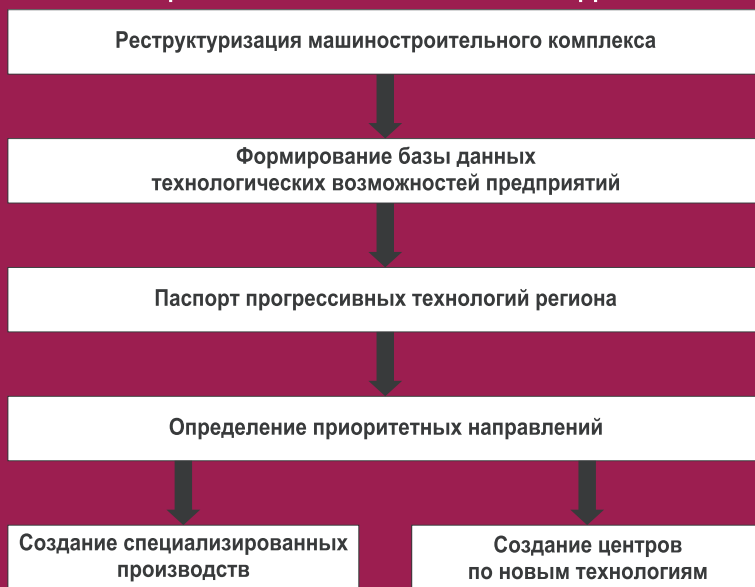 Реструктуризация машиностроительного комплекса
Формирование базы данных
технологических возможностей предприятий
Паспорт прогрессивных технологий региона
Определение приоритетных направлений
Создание специализированных
производств
Создание центров
по новым технологиям